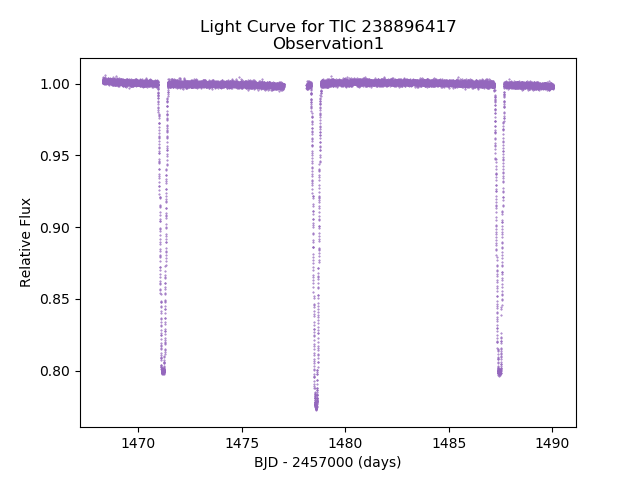 Light Curve for TIC 238896417
Observation1
1.00
0.95
0.90
0.85
0.80
Relative Flux
1470
1475
1480
1485
1490
BJD - 2457000 (days)